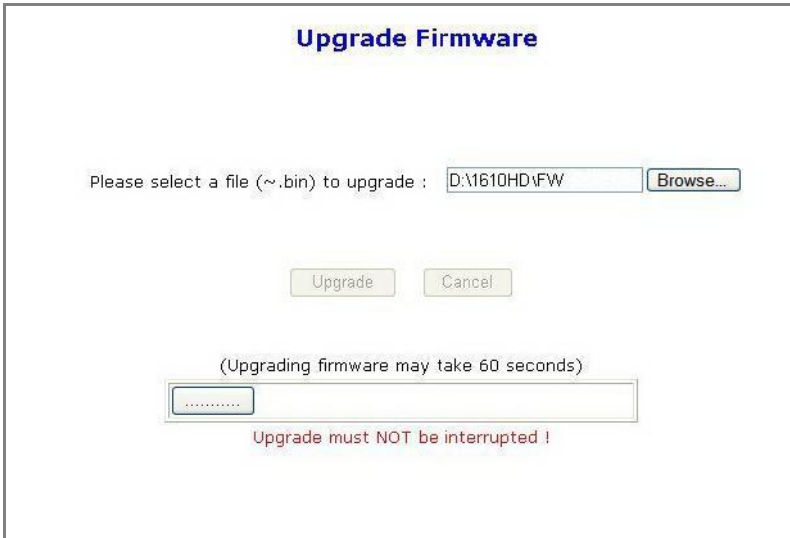 Upgrade Firmware
Please select a file (~.bin) to upgrade : D:\1610HD\FW Browse...
Upgrade Cancel
(Upgrading firmware may take 60 seconds)
...........
Upgrade must NOT be interrupted !